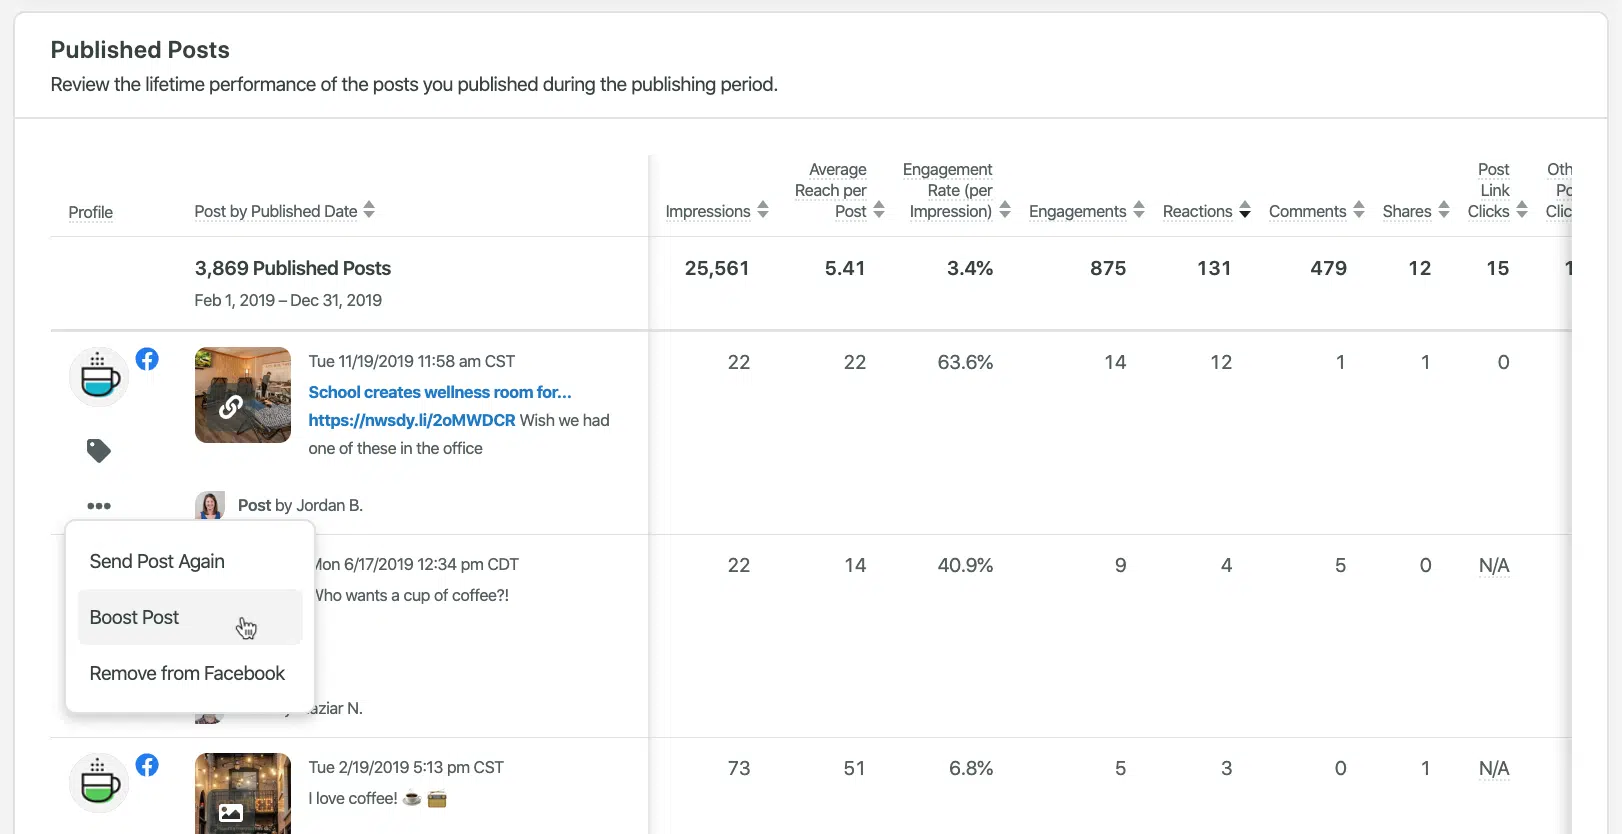 Published Posts
Review the lifetime performance of the posts you published during the publishing period.
Profile
Post by Published Date
Impressions
Average
Reach per
Post
Engagement
Rate (per
Impression)
Engagements
Reactions
Comments
Shares
Post
Link
Clicks
Oth
Po
Clic
3,869 Published Posts
Feb 1, 2019 – Dec 31, 2019
25,561 5.41 3.4% 875 131 479 12 15 1
Tue 11/19/2019 11:58 am CST
School creates wellness room for...
https://nwsdy.li/2oMWDCR Wish we had
one of these in the office
Post by Jordan B.
22 22 63.6% 14 12 1 1 0
Send Post Again
Boost Post
Remove from Facebook
Mon 6/17/2019 12:34 pm CDT
Who wants a cup of coffee?!
aziar N.
22 14 40.9% 9 4 5 0 N/A
Tue 2/19/2019 5:13 pm CST
I love coffee! ☕ 📻
73 51 6.8% 5 3 0 1 N/A